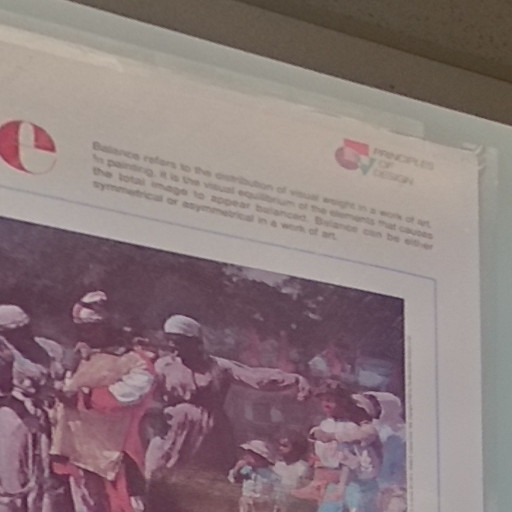 e
PRINCIPLES
OF
DESIGN
Balance refers to the distribution of visual weight in a work of art.
In painting, it is the visual equilibrium of the elements that causes
the total image to appear balanced. Balance can be either
symmetrical or asymmetrical in a work of art.